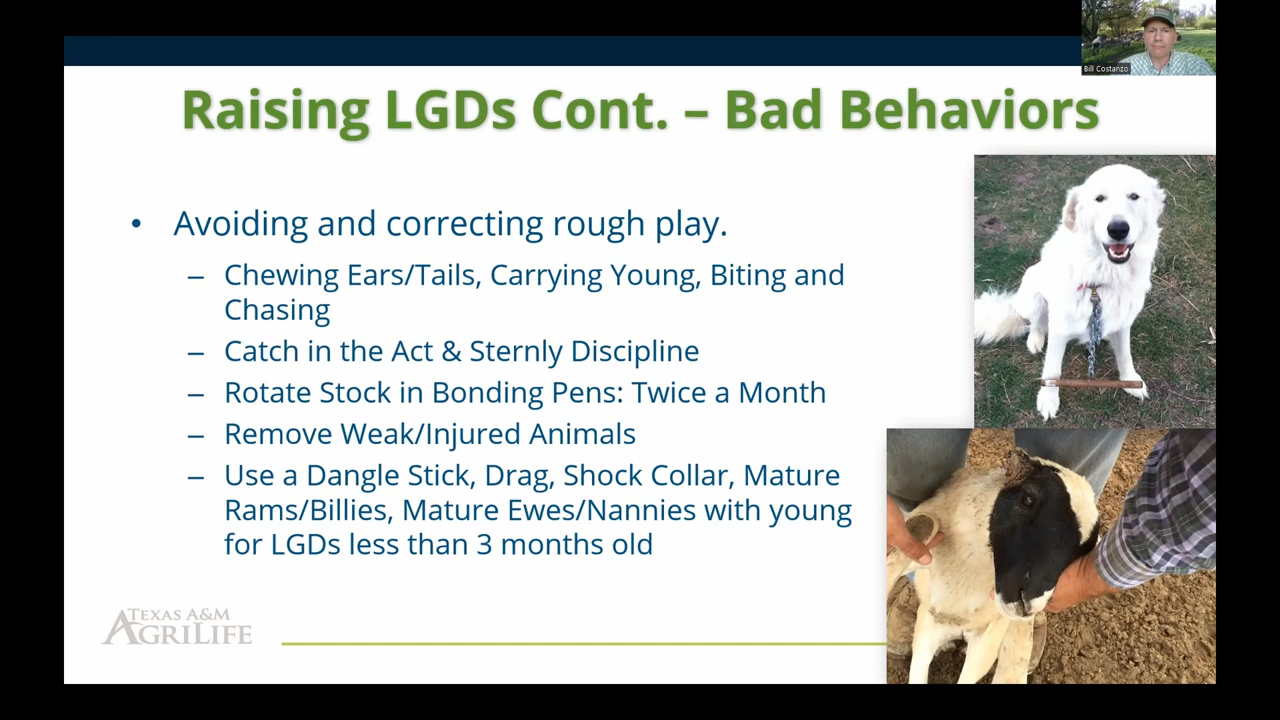 Bill Costanzo
Raising LGDs Cont. – Bad Behaviors
• Avoiding and correcting rough play.
– Chewing Ears/Tails, Carrying Young, Biting and
Chasing
– Catch in the Act & Sternly Discipline
– Rotate Stock in Bonding Pens: Twice a Month
– Remove Weak/Injured Animals
– Use a Dangle Stick, Drag, Shock Collar, Mature
Rams/Billies, Mature Ewes/Nannies with young
for LGDs less than 3 months old
TEXAS A&M
AGRILIFE